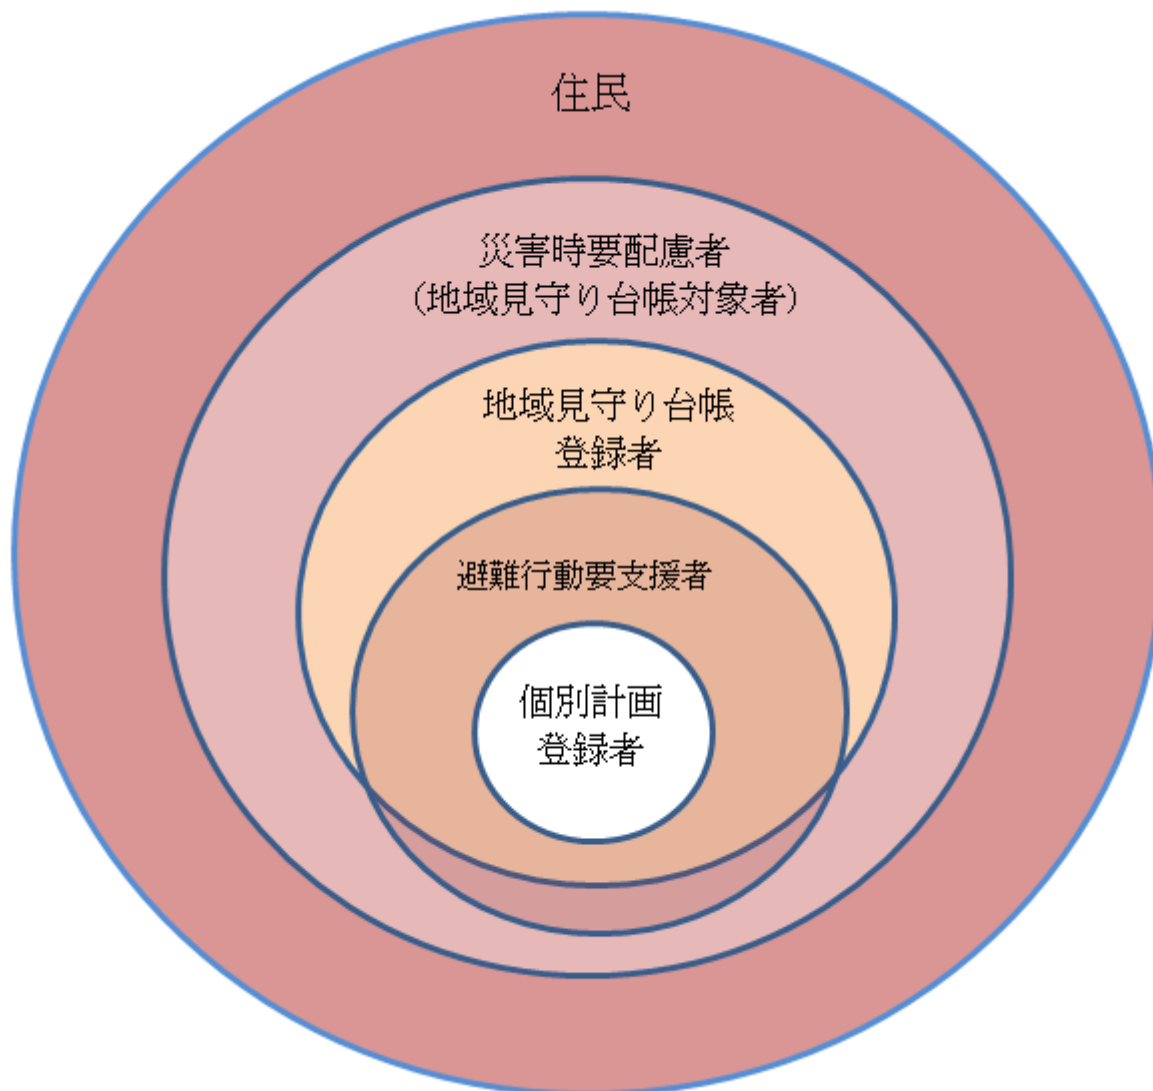 住民
災害時要配慮者
（地域見守り台帳対象者）
地域見守り台帳
登録者
避難行動要支援者
個別計画
登録者